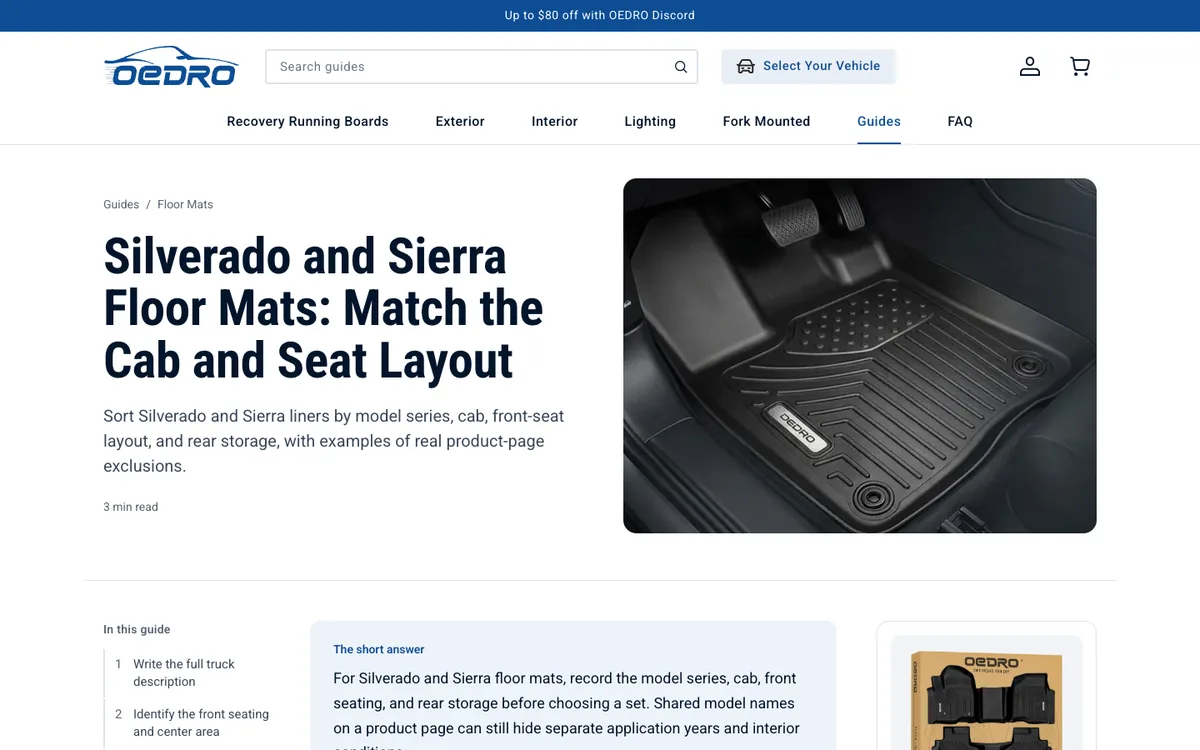 Up to $80 off with OEDRO Discord
OEDRO
Search guides
Select Your Vehicle
Recovery Running Boards
Exterior
Interior
Lighting
Fork Mounted
Guides
FAQ
Guides / Floor Mats
Silverado and Sierra
Floor Mats: Match the
Cab and Seat Layout
Sort Silverado and Sierra liners by model series, cab, front-seat
layout, and rear storage, with examples of real product-page
exclusions.
3 min read
OEDRO
In this guide
1 Write the full truck
description
2 Identify the front seating
and center area
The short answer
For Silverado and Sierra floor mats, record the model series, cab, front
seating, and rear storage before choosing a set. Shared model names
on a product page can still hide separate application years and interior
conditions.
OEDRO